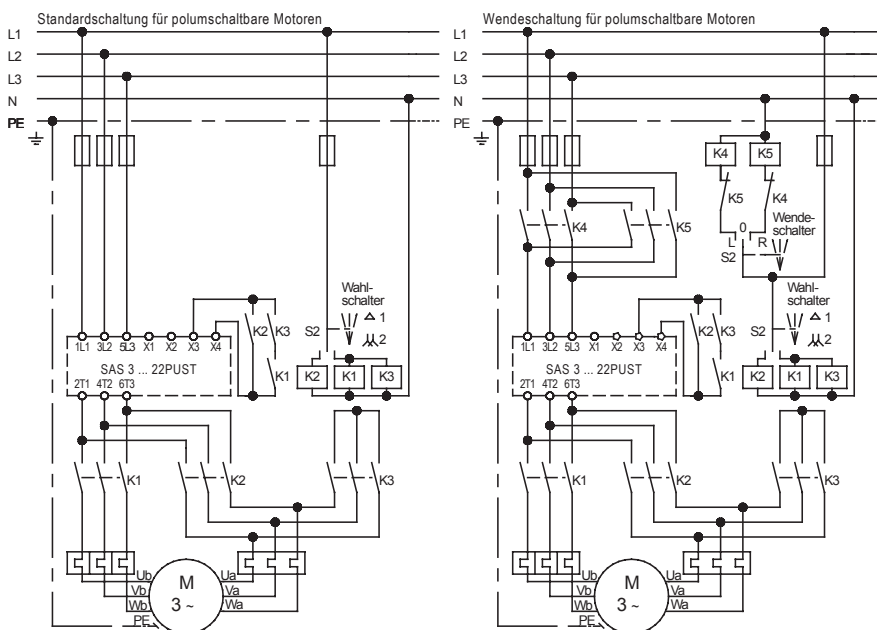 Standardschaltung für polumschaltbare Motoren
L1
L2
L3
N
PE
Wahl-
schalter
1
S2
2
K2 K3
1L1 3L2 5L3 X1 X2 X3 X4
SAS 3 ... 22PUST
K1
K2 K1 K3
2T1 4T2 6T3
K1 K2 K3
Ub Ua
M
Vb Va
3 ~
Wb Wa
PE
Wendeschaltung für polumschaltbare Motoren
L1
L2
L3
N
PE
K4 K5
K5 K4
K4 K5
0
L R
Wende-
schalter
S2
Wahl-
schalter
1
S2
2
K2 K3
1L1 3L2 5L3 X1 X2 X3 X4
SAS 3 ... 22PUST
K1
K2 K1 K3
2T1 4T2 6T3
K1 K2 K3
Ub Ua
M
Vb Va
3 ~
Wb Wa
PE